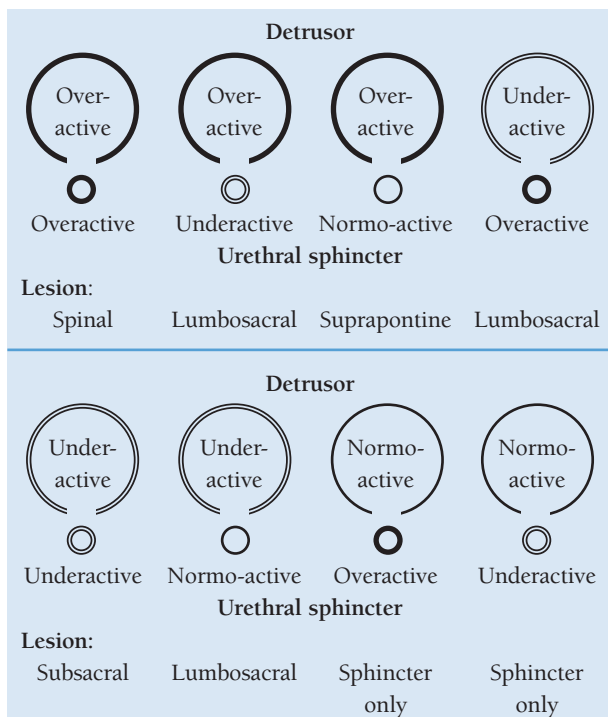 Detrusor
Over- Over- Over- Under-
active active active active
Overactive Underactive Normo-active Overactive
Urethral sphincter
Lesion:
Spinal Lumbosacral Suprapontine Lumbosacral
Detrusor
Under- Under- Normo- Normo-
active active active active
Underactive Normo-active Overactive Underactive
Urethral sphincter
Lesion:
Subsacral Lumbosacral Sphincter Sphincter
only only